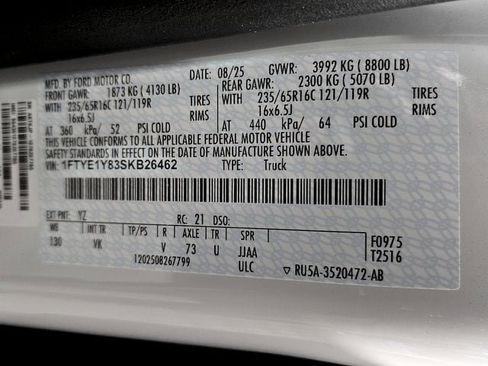 MFD. BY FORD MOTOR CO.
08/25 GVWR: 3992 KG ( 8800 LB)
FRONT GAWR: 1873 KG ( 4130 LB) REAR GAWR: 2300 KG ( 5070 LB)
WITH WITH
235/65R16C 121/119R TIRES 235/65R16C 121/119R TIRES
16x6.5J RIMS 16x6.5J RIMS
AT 360 kPa/ 52 PSI COLD AT 440 kPa/ 64 PSI COLD
THIS VEHICLE CONFORMS TO ALL APPLICABLE FEDERAL MOTOR VEHICLE
SAFETY STANDARDS IN EFFECT ON THE DATE OF MANUFACTURE SHOWN ABOVE.
VIN: 1FTYE1Y83SKB26462 TYPE: Truck
EXT PNT: YZ RC: 21 DSO:
WB INT TR TP/PS R AXLE TR SPR
130 VK V 73 U JJAA
ULC
F0975
T2516
1202508267799
RU5A-3520472-AB